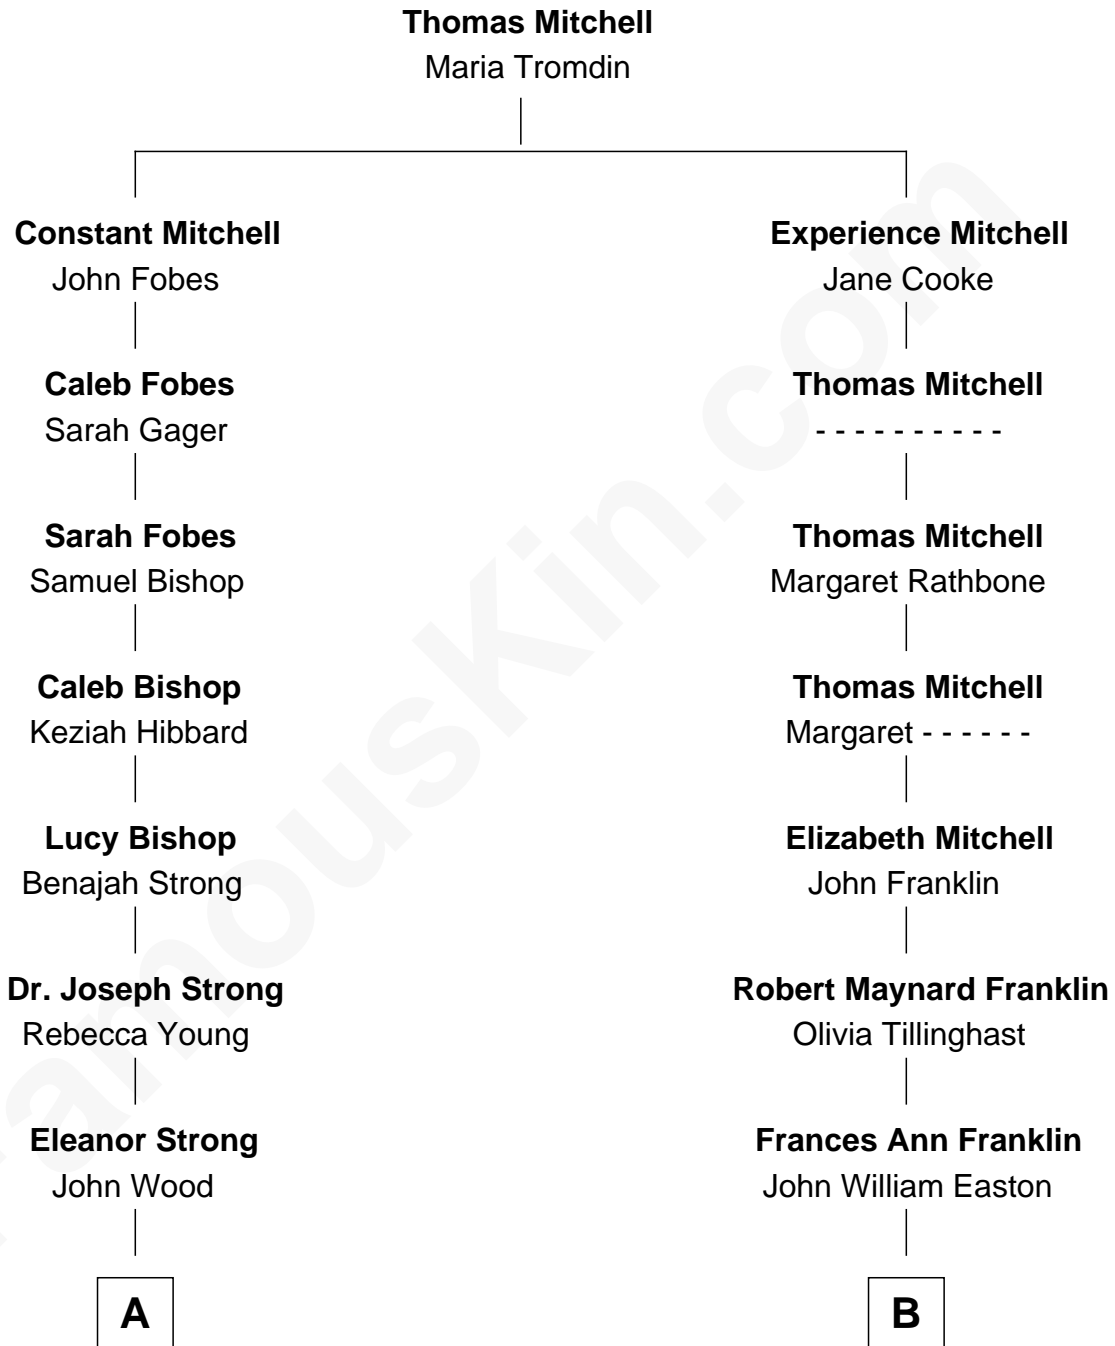 Thomas Mitchell
Maria Tromdin
Constant Mitchell
John Fobes
Experience Mitchell
Jane Cooke
Caleb Fobes
Sarah Gager
Thomas Mitchell
- - - - - - - - - -
Sarah Fobes
Samuel Bishop
Thomas Mitchell
Margaret Rathbone
Caleb Bishop
Keziah Hibbard
Thomas Mitchell
Margaret - - - - - -
Lucy Bishop
Benajah Strong
Elizabeth Mitchell
John Franklin
Dr. Joseph Strong
Rebecca Young
Robert Maynard Franklin
Olivia Tillinghast
Eleanor Strong
John Wood
Frances Ann Franklin
John William Easton
A
B
famouskin.com